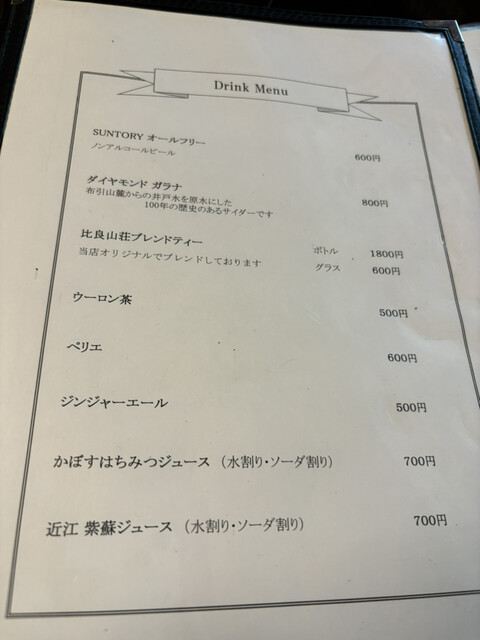 Drink Menu
SUNTORY オールフリー
ノンアルコールビール
600円
ダイヤモンド ガラナ
布引山麓からの井戸水を原水にした
100年の歴史のあるサイダーです
800円
比良山荘ブレンドティー
当店オリジナルでブレンドしております
ボトル 1800円
グラス 600円
ウーロン茶
500円
ペリエ
600円
ジンジャーエール
500円
かぼすはちみつジュース （水割り・ソーダ割り）
700円
近江 紫蘇ジュース （水割り・ソーダ割り）
700円